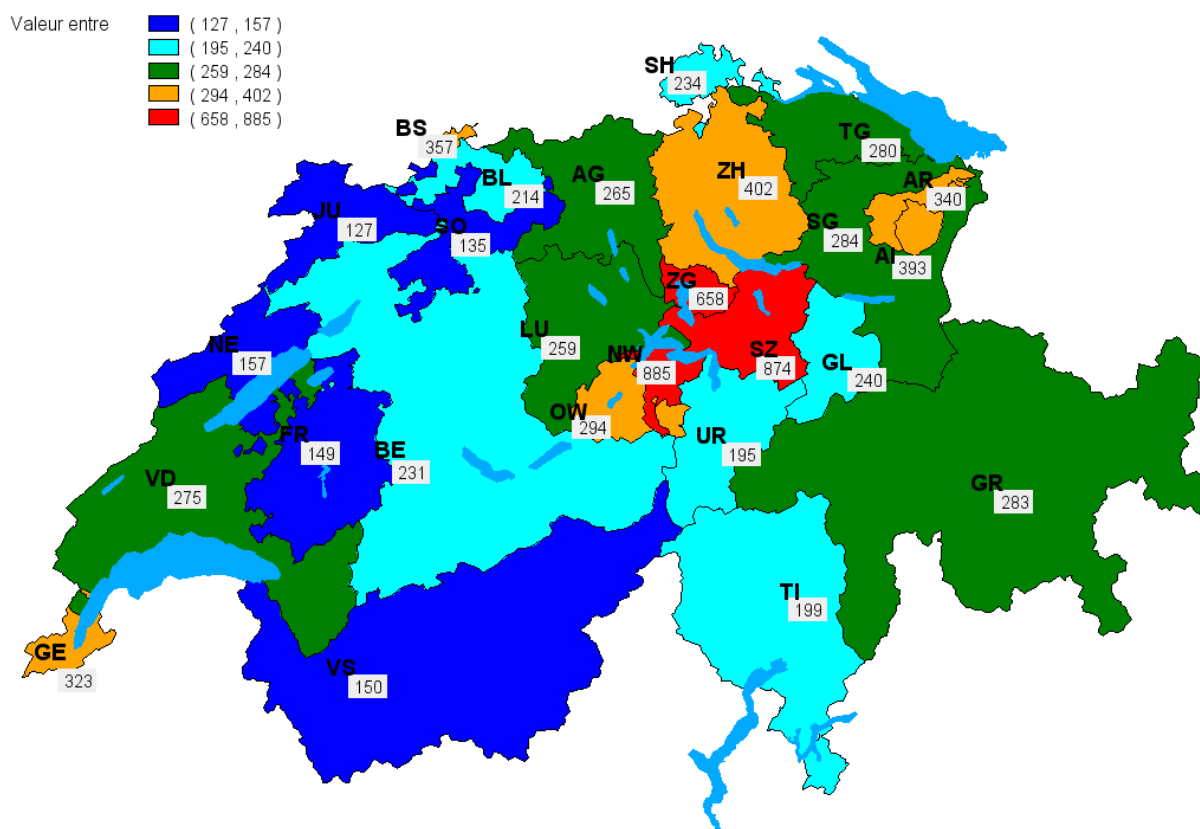 Valeur entre
( 127 , 157 )
( 195 , 240 )
( 259 , 284 )
( 294 , 402 )
( 658 , 885 )
SH
234
BS
357
TG
280
BL
214
AG
265
ZH
402
AR
340
JU
127
SO
135
SG
284
AI
393
ZG
658
NE
157
LU
259
NW
885
SZ
874
GL
240
OW
294
FR
149
BE
231
UR
195
VD
275
GR
283
TI
199
GE
323
VS
150